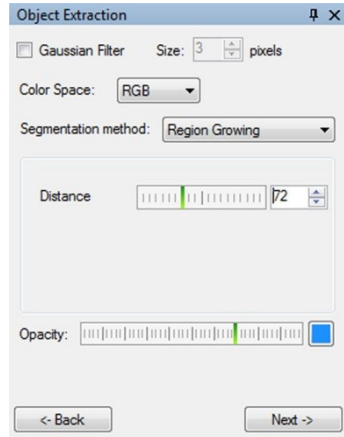 Object Extraction
Gaussian Filter Size: 3 pixels
Color Space: RGB
Segmentation method: Region Growing
Distance 72
Opacity:
<- Back Next ->